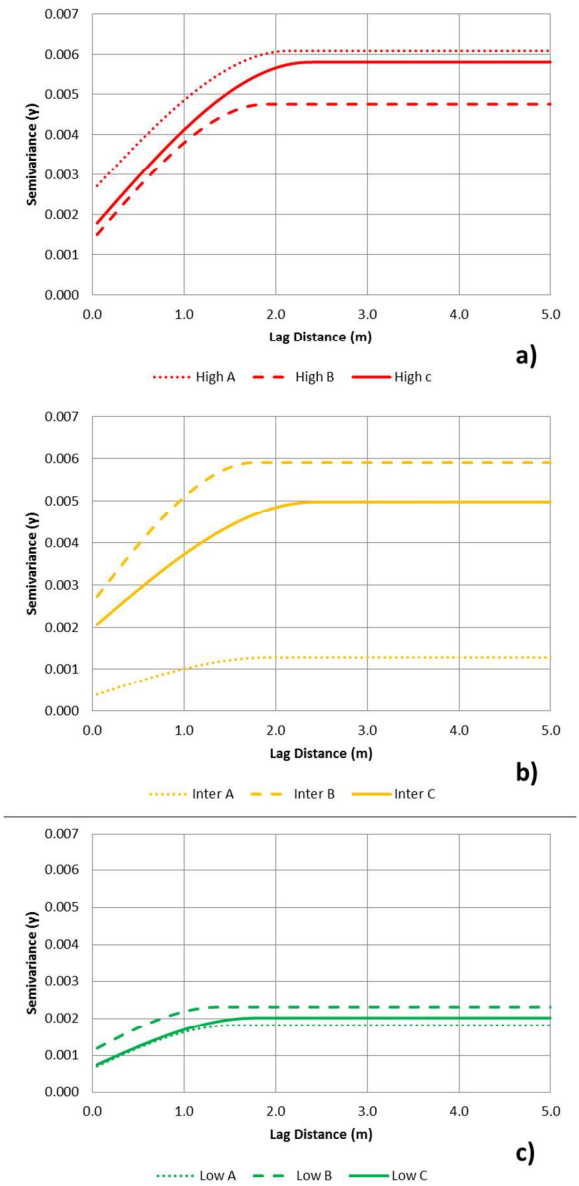 0.007
0.006
0.005
0.004
0.003
0.002
0.001
0.000
Semivariance (γ)
0.0 1.0 2.0 3.0 4.0 5.0
Lag Distance (m)
a)
High A High B High c
0.007
0.006
0.005
0.004
0.003
0.002
0.001
0.000
Semivariance (γ)
0.0 1.0 2.0 3.0 4.0 5.0
Lag Distance (m)
b)
Inter A Inter B Inter C
0.007
0.006
0.005
0.004
0.003
0.002
0.001
0.000
Semivariance (γ)
0.0 1.0 2.0 3.0 4.0 5.0
Lag Distance (m)
c)
Low A Low B Low C